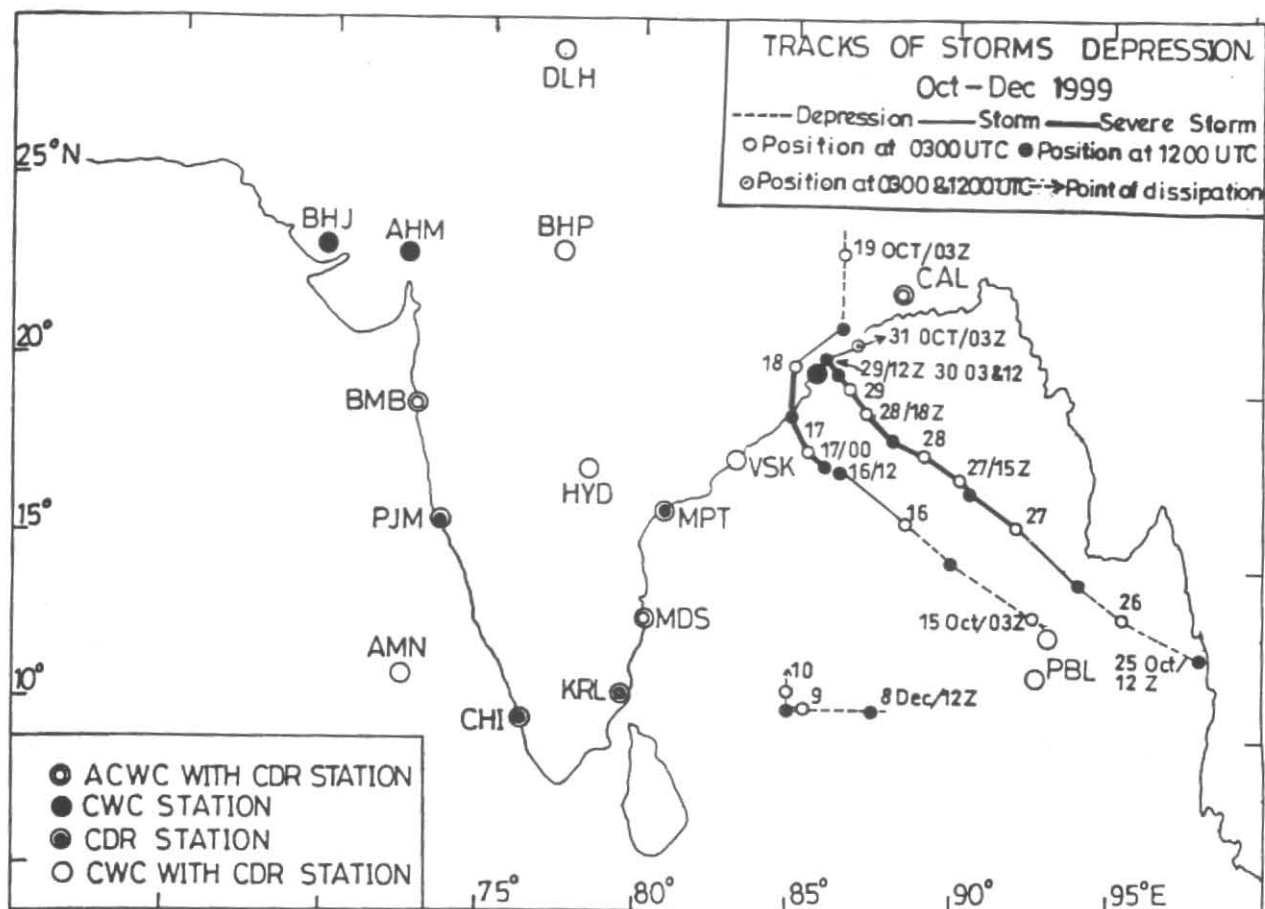 TRACKS OF STORMS DEPRESSION
Oct-Dec 1999
-----Depression ——Storm ——Severe Storm
○Position at 0300UTC ●Position at 1200 UTC
⊙Position at 0300 &1200UTC --→Point of dissipation
DLH
25°N
BHJ
AHM
BHP
19 OCT/03Z
CAL
20°
31 OCT/03Z
18
29/12Z 30 03&12
29
BMB
28/18Z
17
28
17/00
VSK
16/12
27/15Z
HYD
15°
PJM
MPT
16
27
MDS
15 Oct/03Z
26
AMN
PBL
25 Oct/
12 Z
10°
KRL
10
9
8 Dec/12Z
CHI
ACWC WITH CDR STATION
CWC STATION
CDR STATION
CWC WITH CDR STATION
75°
80°
85°
90°
95°E